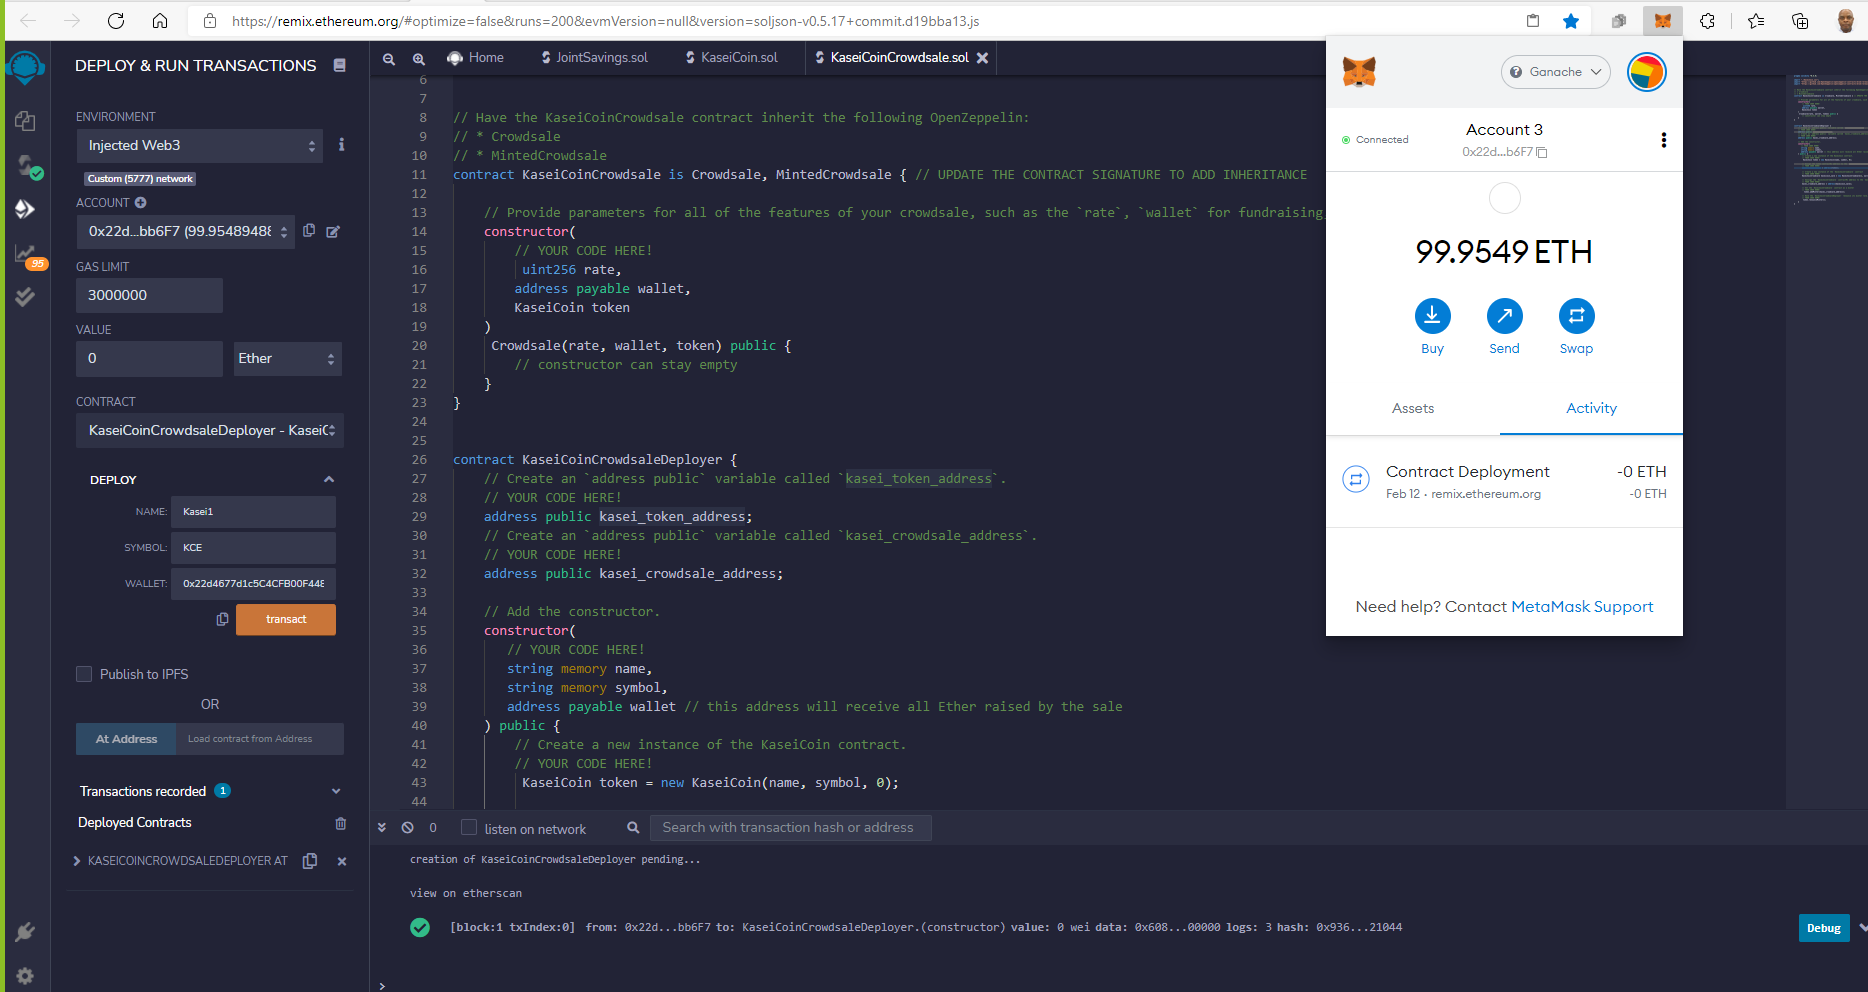 https://remix.ethereum.org/#optimize=false&runs=200&evmVersion=null&version=soljson-v0.5.17+commit.d19bba13.js
DEPLOY & RUN TRANSACTIONS
ENVIRONMENT
Injected Web3
Custom (5777) network
ACCOUNT
0x22d...bb6F7 (99.95489488
GAS LIMIT
3000000
VALUE
0
Ether
CONTRACT
KaseiCoinCrowdsaleDeployer - KaseiC
DEPLOY
NAME: Kasei1
SYMBOL: KCE
WALLET: 0x22d4677d1c5C4CFB00F44E
transact
Publish to IPFS
OR
At Address
Load contract from Address
Transactions recorded 1
Deployed Contracts
KASEICOINCROWDSALEDEPLOYER AT
95
Home
JointSavings.sol
KaseiCoin.sol
KaseiCoinCrowdsale.sol
6
7
8 // Have the KaseiCoinCrowdsale contract inherit the following OpenZeppelin:
9 // * Crowdsale
10 // * MintedCrowdsale
11 contract KaseiCoinCrowdsale is Crowdsale, MintedCrowdsale { // UPDATE THE CONTRACT SIGNATURE TO ADD INHERITANCE
12
13 // Provide parameters for all of the features of your crowdsale, such as the `rate`, `wallet` for fundraising
14 constructor(
15 // YOUR CODE HERE!
16 uint256 rate,
17 address payable wallet,
18 KaseiCoin token
19 )
20 Crowdsale(rate, wallet, token) public {
21 // constructor can stay empty
22 }
23 }
24
25
26 contract KaseiCoinCrowdsaleDeployer {
27 // Create an `address public` variable called `kasei_token_address`.
28 // YOUR CODE HERE!
29 address public kasei_token_address;
30 // Create an `address public` variable called `kasei_crowdsale_address`.
31 // YOUR CODE HERE!
32 address public kasei_crowdsale_address;
33
34 // Add the constructor.
35 constructor(
36 // YOUR CODE HERE!
37 string memory name,
38 string memory symbol,
39 address payable wallet // this address will receive all Ether raised by the sale
40 ) public {
41 // Create a new instance of the KaseiCoin contract.
42 // YOUR CODE HERE!
43 KaseiCoin token = new KaseiCoin(name, symbol, 0);
44
0
listen on network
Search with transaction hash or address
creation of KaseiCoinCrowdsaleDeployer pending...
view on etherscan
[block:1 txIndex:0] from: 0x22d...bb6F7 to: KaseiCoinCrowdsaleDeployer.(constructor) value: 0 wei data: 0x608...00000 logs: 3 hash: 0x936...21044
Debug
>
Ganache
Connected
Account 3
0x22d...b6F7
99.9549 ETH
Buy
Send
Swap
Assets
Activity
Contract Deployment -0 ETH
Feb 12 · remix.ethereum.org -0 ETH
Need help? Contact MetaMask Support